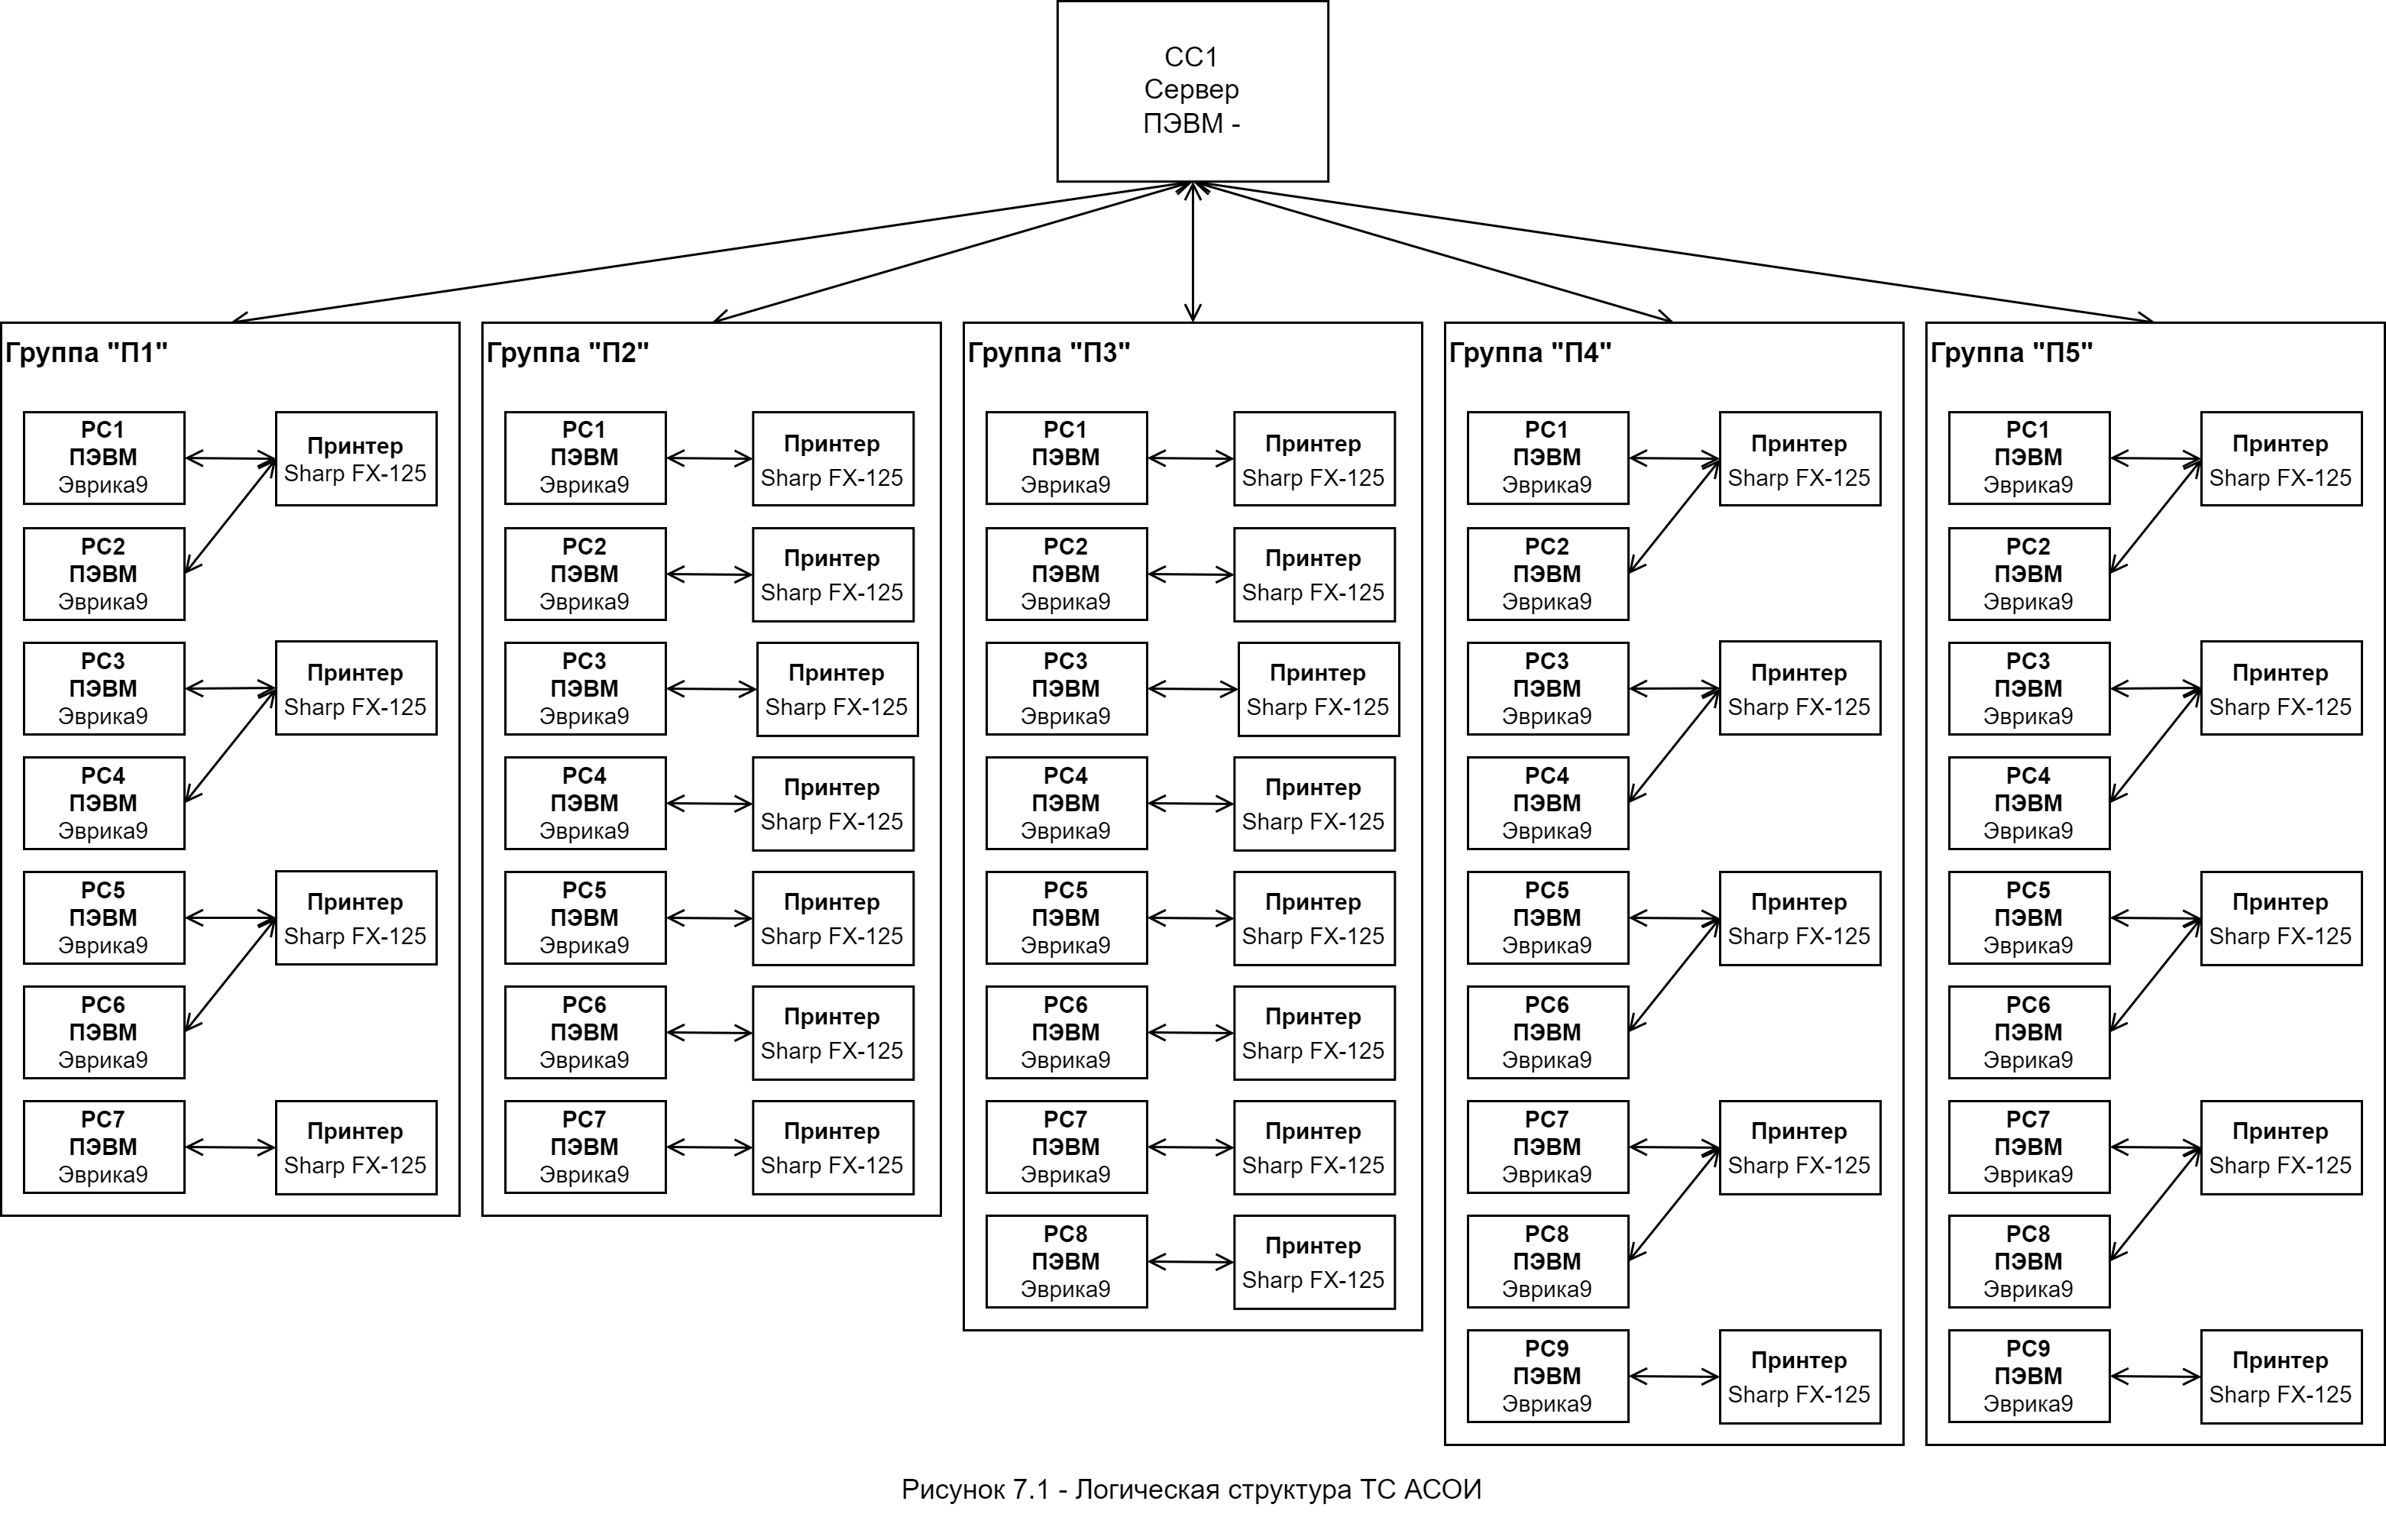 СС1
Сервер
ПЭВМ -
Группа "П1"
РС1
ПЭВМ
Эврика9
Принтер
Sharp FX-125
РС2
ПЭВМ
Эврика9
РС3
ПЭВМ
Эврика9
Принтер
Sharp FX-125
РС4
ПЭВМ
Эврика9
РС5
ПЭВМ
Эврика9
Принтер
Sharp FX-125
РС6
ПЭВМ
Эврика9
РС7
ПЭВМ
Эврика9
Принтер
Sharp FX-125
Группа "П2"
РС1
ПЭВМ
Эврика9
Принтер
Sharp FX-125
РС2
ПЭВМ
Эврика9
Принтер
Sharp FX-125
РС3
ПЭВМ
Эврика9
Принтер
Sharp FX-125
РС4
ПЭВМ
Эврика9
Принтер
Sharp FX-125
РС5
ПЭВМ
Эврика9
Принтер
Sharp FX-125
РС6
ПЭВМ
Эврика9
Принтер
Sharp FX-125
РС7
ПЭВМ
Эврика9
Принтер
Sharp FX-125
Группа "П3"
РС1
ПЭВМ
Эврика9
Принтер
Sharp FX-125
РС2
ПЭВМ
Эврика9
Принтер
Sharp FX-125
РС3
ПЭВМ
Эврика9
Принтер
Sharp FX-125
РС4
ПЭВМ
Эврика9
Принтер
Sharp FX-125
РС5
ПЭВМ
Эврика9
Принтер
Sharp FX-125
РС6
ПЭВМ
Эврика9
Принтер
Sharp FX-125
РС7
ПЭВМ
Эврика9
Принтер
Sharp FX-125
РС8
ПЭВМ
Эврика9
Принтер
Sharp FX-125
Группа "П4"
РС1
ПЭВМ
Эврика9
Принтер
Sharp FX-125
РС2
ПЭВМ
Эврика9
РС3
ПЭВМ
Эврика9
Принтер
Sharp FX-125
РС4
ПЭВМ
Эврика9
РС5
ПЭВМ
Эврика9
Принтер
Sharp FX-125
РС6
ПЭВМ
Эврика9
РС7
ПЭВМ
Эврика9
Принтер
Sharp FX-125
РС8
ПЭВМ
Эврика9
РС9
ПЭВМ
Эврика9
Принтер
Sharp FX-125
Группа "П5"
РС1
ПЭВМ
Эврика9
Принтер
Sharp FX-125
РС2
ПЭВМ
Эврика9
РС3
ПЭВМ
Эврика9
Принтер
Sharp FX-125
РС4
ПЭВМ
Эврика9
РС5
ПЭВМ
Эврика9
Принтер
Sharp FX-125
РС6
ПЭВМ
Эврика9
РС7
ПЭВМ
Эврика9
Принтер
Sharp FX-125
РС8
ПЭВМ
Эврика9
РС9
ПЭВМ
Эврика9
Принтер
Sharp FX-125
Рисунок 7.1 - Логическая структура ТС АСОИ